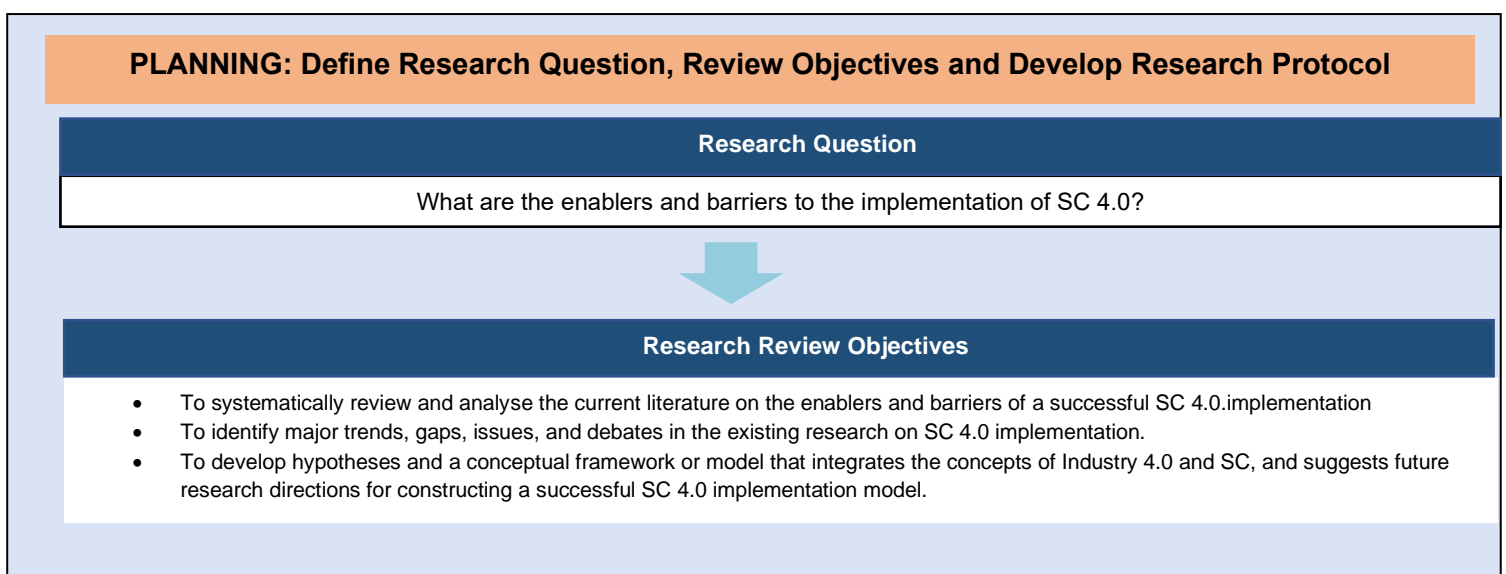 PLANNING: Define Research Question, Review Objectives and Develop Research Protocol
Research Question
What are the enablers and barriers to the implementation of SC 4.0?
Research Review Objectives
• To systematically review and analyse the current literature on the enablers and barriers of a successful SC 4.0.implementation
• To identify major trends, gaps, issues, and debates in the existing research on SC 4.0 implementation.
• To develop hypotheses and a conceptual framework or model that integrates the concepts of Industry 4.0 and SC, and suggests future
research directions for constructing a successful SC 4.0 implementation model.